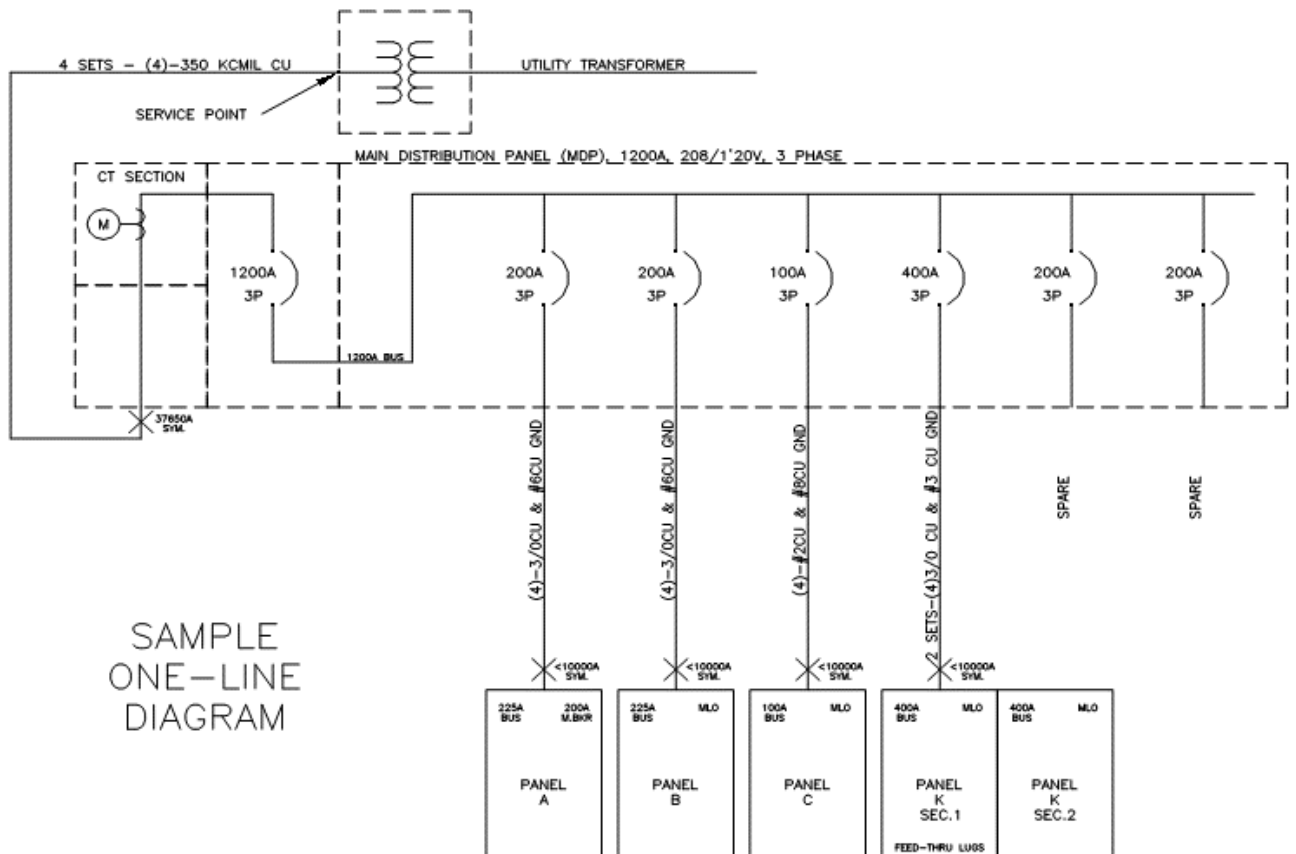 4 SETS - (4)-350 KCMIL CU
UTILITY TRANSFORMER
SERVICE POINT
MAIN DISTRIBUTION PANEL (MDP), 1200A, 208/1'20V, 3 PHASE
CT SECTION
M
1200A
3P
200A
3P
200A
3P
100A
3P
400A
3P
200A
3P
200A
3P
1200A BUS
37650A
SYM.
(4)-3/0CU & #6CU GND
(4)-3/0CU & #6CU GND
(4)-#2CU & #8CU GND
2 SETS-(4)3/0 CU & #3 CU GND
SPARE
SPARE
SAMPLE
ONE-LINE
DIAGRAM
<10000A
SYM.
<10000A
SYM.
<10000A
SYM.
<10000A
SYM.
225A
BUS
200A
M.BKR
PANEL
A
225A
BUS
MLO
PANEL
B
100A
BUS
MLO
PANEL
C
400A
BUS
MLO
PANEL
K
SEC.1
FEED-THRU LUGS
400A
BUS
MLO
PANEL
K
SEC.2